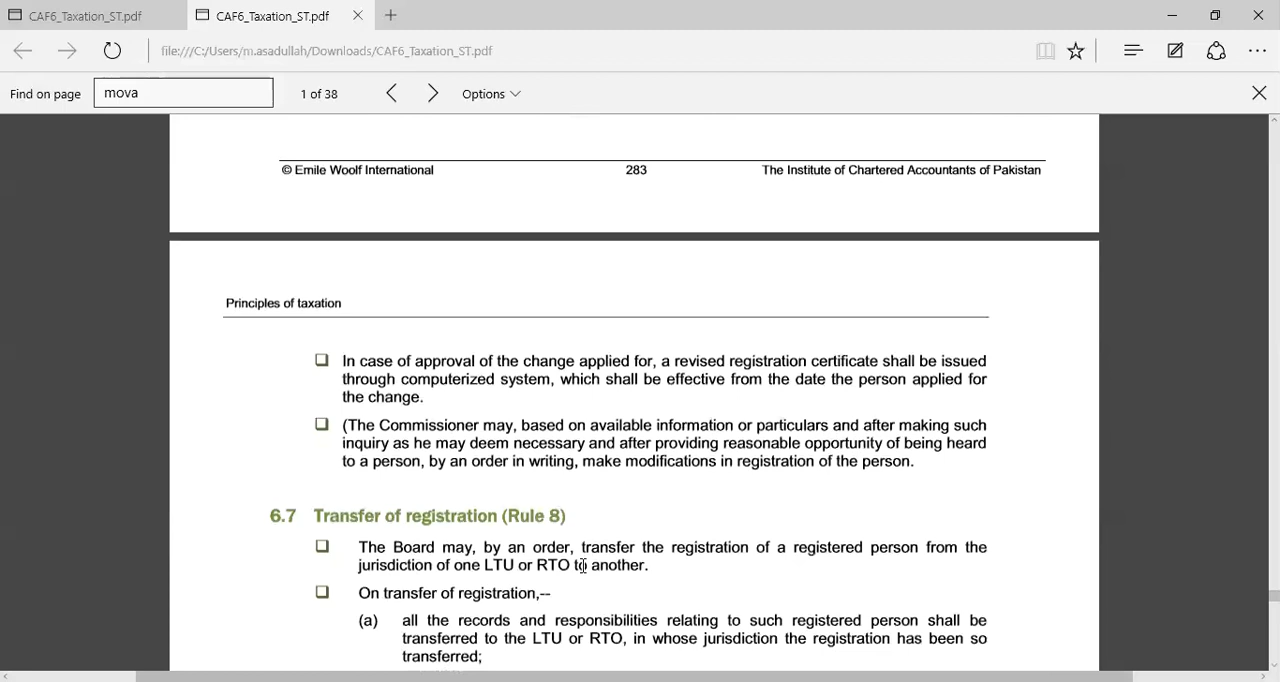 CAF6_Taxation_ST.pdf
CAF6_Taxation_ST.pdf
file:///C:/Users/m.asadullah/Downloads/CAF6_Taxation_ST.pdf
Find on page
mova
1 of 38
Options
© Emile Woolf International
283
The Institute of Chartered Accountants of Pakistan
Principles of taxation
In case of approval of the change applied for, a revised registration certificate shall be issued
through computerized system, which shall be effective from the date the person applied for
the change.
(The Commissioner may, based on available information or particulars and after making such
inquiry as he may deem necessary and after providing reasonable opportunity of being heard
to a person, by an order in writing, make modifications in registration of the person.
6.7 Transfer of registration (Rule 8)
The Board may, by an order, transfer the registration of a registered person from the
jurisdiction of one LTU or RTO to another.
On transfer of registration,--
(a) all the records and responsibilities relating to such registered person shall be
transferred to the LTU or RTO, in whose jurisdiction the registration has been so
transferred;